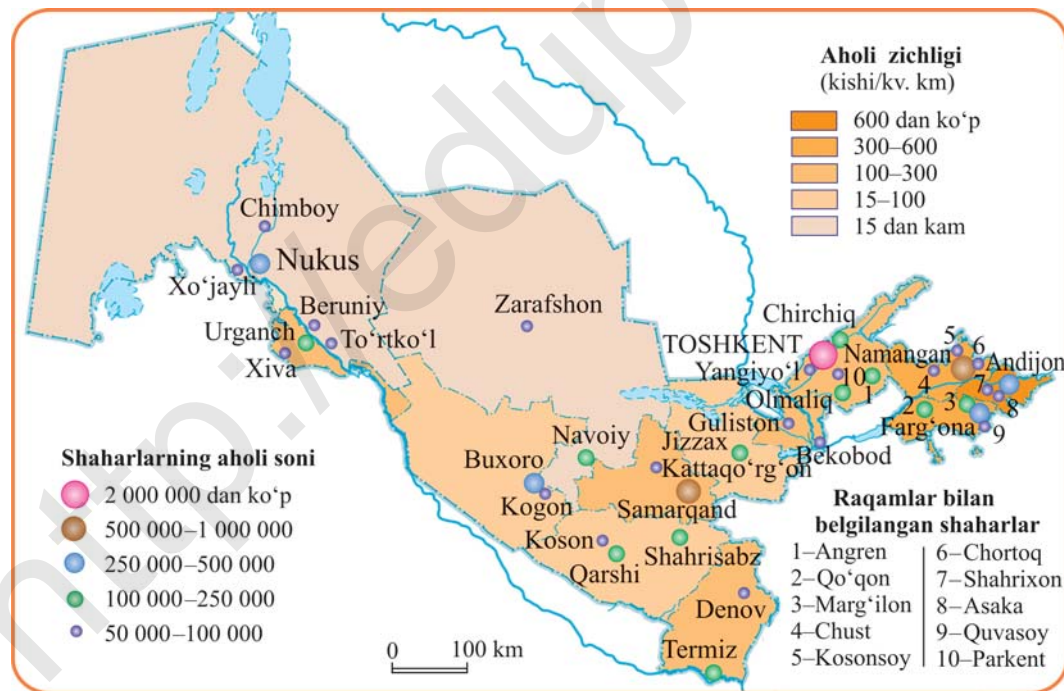 Aholi zichligi
(kishi/kv. km)
600 dan ko‘p
300–600
100–300
15–100
15 dan kam
Chimboy
Nukus
Xo‘jayli
Beruniy
Urganch
To‘rtko‘l
Xiva
Zarafshon
Chirchiq
TOSHKENT
Yangiyo‘l
10
1
Olmaliq
Namangan
5
6
Andijon
4
7
8
2
3
Farg‘ona
9
Guliston
Bekobod
Jizzax
Navoiy
Kattaqo‘rg‘on
Buxoro
Kogon
Samarqand
Koson
Shahrisabz
Qarshi
Denov
Termiz
Shaharlarning aholi soni
2 000 000 dan ko‘p
500 000–1 000 000
250 000–500 000
100 000–250 000
50 000–100 000
0 100 km
Raqamlar bilan
belgilangan shaharlar
1–Angren
2–Qo‘qon
3–Marg‘ilon
4–Chust
5–Kosonsoy
6–Chortoq
7–Shahrixon
8–Asaka
9–Quvasoy
10–Parkent
http://edup